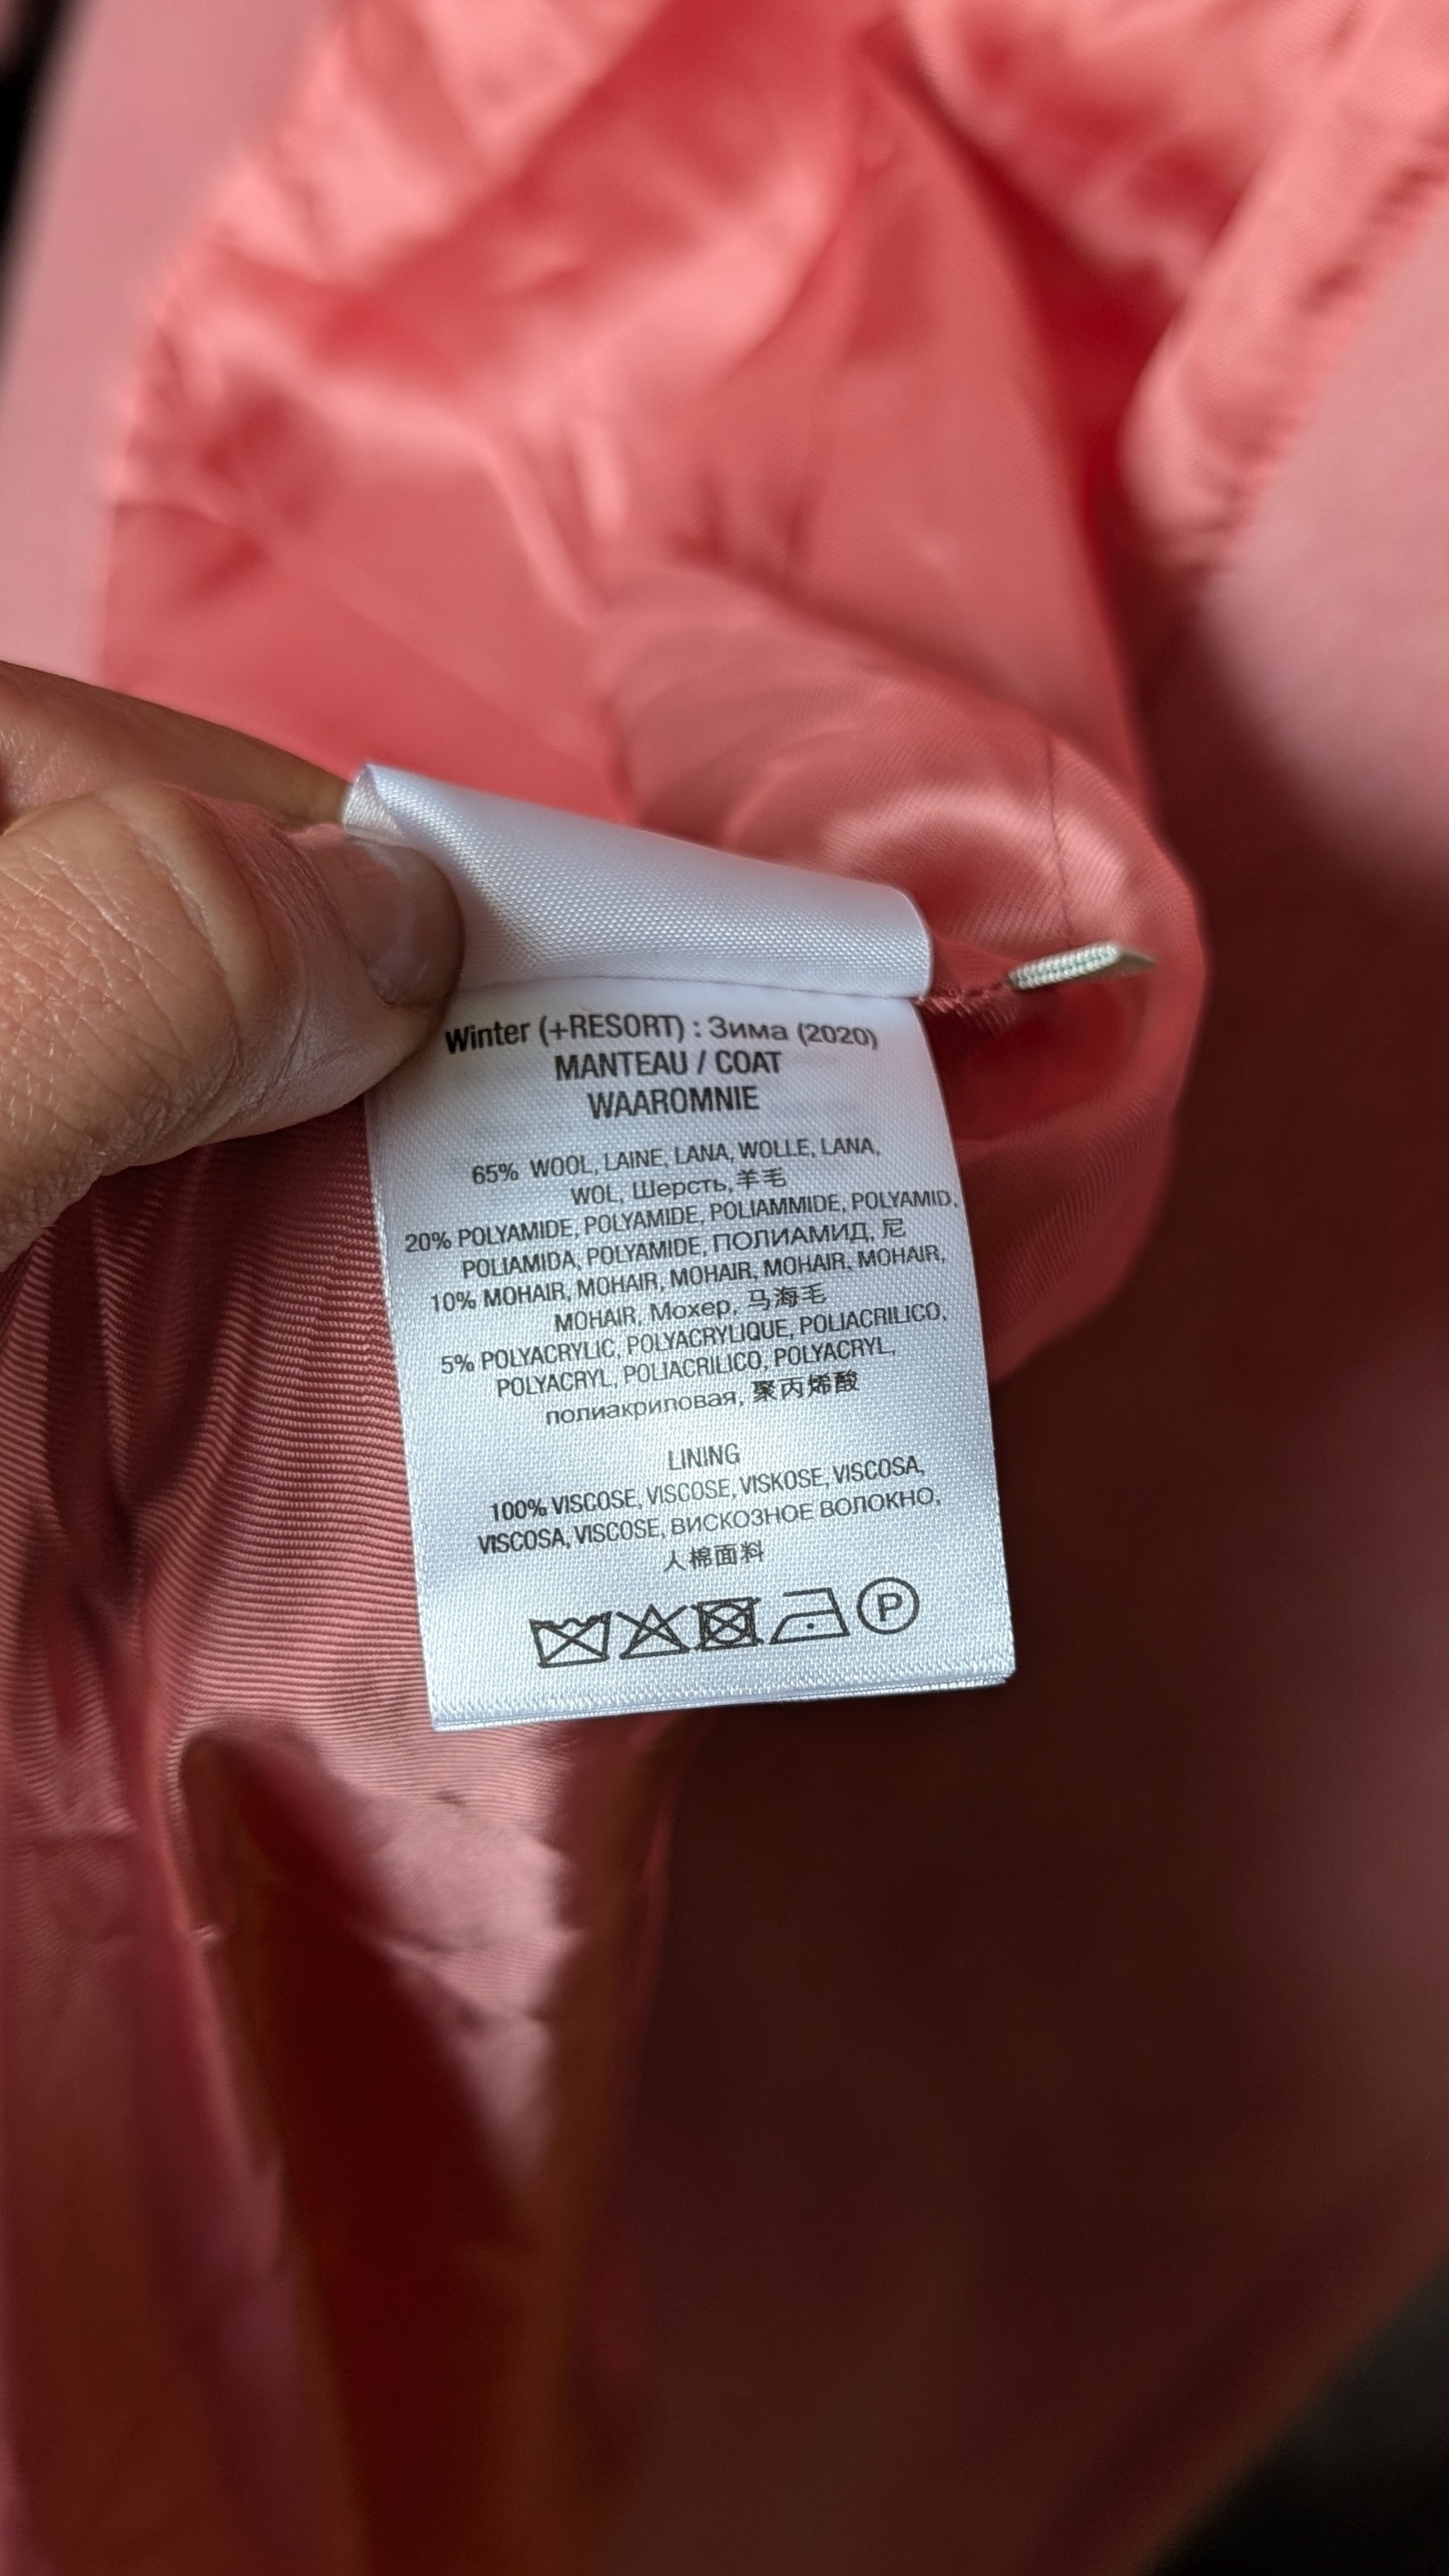 Winter (+RESORT) : Зима (2020)
MANTEAU / COAT
WAAROMNIE
65% WOOL, LAINE, LANA, WOLLE, LANA,
WOL, Шерсть, 羊毛
20% POLYAMIDE, POLYAMIDE, POLIAMMIDE, POLYAMID,
POLIAMIDA, POLYAMIDE, ПОЛИАМИД, 尼
10% MOHAIR, MOHAIR, MOHAIR, MOHAIR, MOHAIR,
MOHAIR, Мохер, 马海毛
5% POLYACRYLIC, POLYACRYLIQUE, POLIACRILICO,
POLYACRYL, POLIACRILICO, POLYACRYL,
полиакриловая, 聚丙烯酸
LINING
100% VISCOSE, VISCOSE, VISKOSE, VISCOSA,
VISCOSA, VISCOSE, ВИСКОЗНОЕ ВОЛОКНО,
人棉面料
P